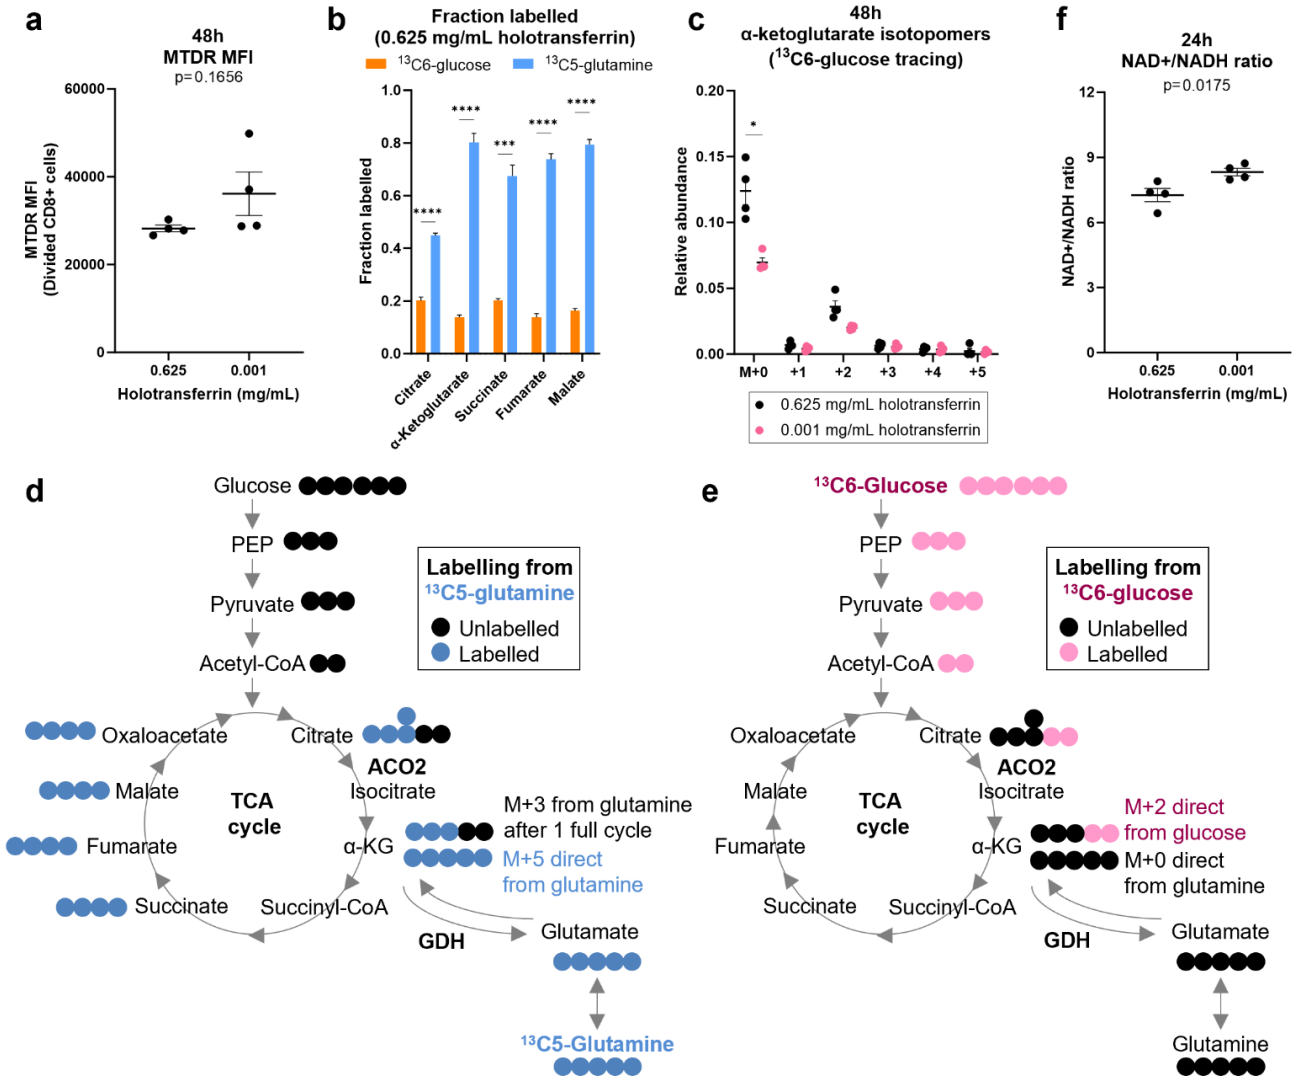 a
48h
MTDR MFI
p=0.1656
MTDR MFI
(Divided CD8+ cells)
60000
40000
20000
0
0.625
0.001
Holotransferrin (mg/mL)
b
Fraction labelled
(0.625 mg/mL holotransferrin)
13C6-glucose
13C5-glutamine
Fraction labelled
1.0
0.8
0.6
0.4
0.2
0.0
****
****
***
****
****
Citrate
α-Ketoglutarate
Succinate
Fumarate
Malate
c
48h
α-ketoglutarate isotopomers
(13C6-glucose tracing)
Relative abundance
0.20
0.15
0.10
0.05
0.00
*
M+0
+1
+2
+3
+4
+5
0.625 mg/mL holotransferrin
0.001 mg/mL holotransferrin
f
24h
NAD+/NADH ratio
p=0.0175
NAD+/NADH ratio
12
9
6
3
0
0.625
0.001
Holotransferrin (mg/mL)
d
Glucose
PEP
Pyruvate
Acetyl-CoA
Labelling from
13C5-glutamine
Unlabelled
Labelled
Oxaloacetate
Citrate
ACO2
Malate
Isocitrate
TCA
cycle
M+3 from glutamine
after 1 full cycle
Fumarate
α-KG
M+5 direct
from glutamine
Succinate
Succinyl-CoA
GDH
Glutamate
13C5-Glutamine
e
13C6-Glucose
PEP
Pyruvate
Acetyl-CoA
Labelling from
13C6-glucose
Unlabelled
Labelled
Oxaloacetate
Citrate
ACO2
Malate
Isocitrate
TCA
cycle
M+2 direct
from glucose
Fumarate
α-KG
M+0 direct
from glutamine
Succinate
Succinyl-CoA
GDH
Glutamate
Glutamine